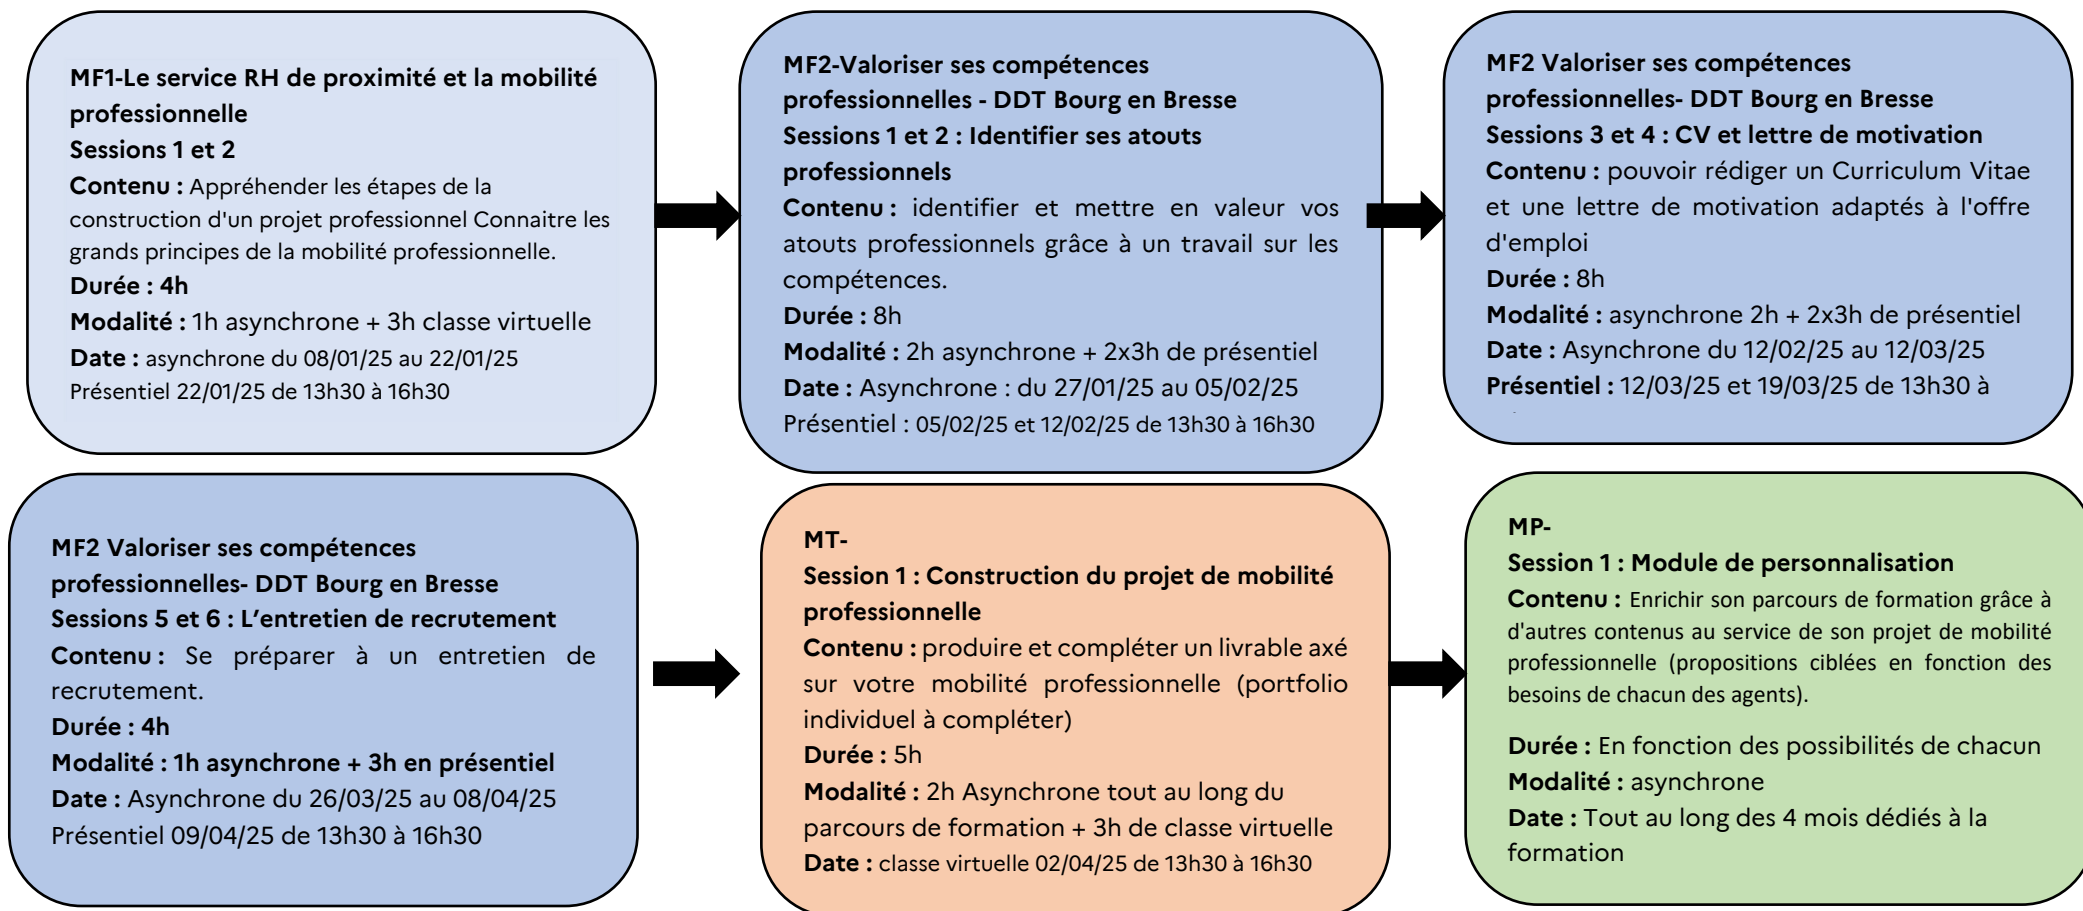 MF1-Le service RH de proximité et la mobilité
professionnelle
Sessions 1 et 2
Contenu : Appréhender les étapes de la
construction d'un projet professionnel Connaitre les
grands principes de la mobilité professionnelle.
Durée : 4h
Modalité : 1h asynchrone + 3h classe virtuelle
Date : asynchrone du 08/01/25 au 22/01/25
Présentiel 22/01/25 de 13h30 à 16h30
MF2-Valoriser ses compétences
professionnelles - DDT Bourg en Bresse
Sessions 1 et 2 : Identifier ses atouts
professionnels
Contenu : identifier et mettre en valeur vos
atouts professionnels grâce à un travail sur les
compétences.
Durée : 8h
Modalité : 2h asynchrone + 2x3h de présentiel
Date : Asynchrone : du 27/01/25 au 05/02/25
Présentiel : 05/02/25 et 12/02/25 de 13h30 à 16h30
MF2 Valoriser ses compétences
professionnelles- DDT Bourg en Bresse
Sessions 3 et 4 : CV et lettre de motivation
Contenu : pouvoir rédiger un Curriculum Vitae
et une lettre de motivation adaptés à l'offre
d'emploi
Durée : 8h
Modalité : asynchrone 2h + 2x3h de présentiel
Date : Asynchrone du 12/02/25 au 12/03/25
Présentiel : 12/03/25 et 19/03/25 de 13h30 à
MF2 Valoriser ses compétences
professionnelles- DDT Bourg en Bresse
Sessions 5 et 6 : L’entretien de recrutement
Contenu : Se préparer à un entretien de
recrutement.
Durée : 4h
Modalité : 1h asynchrone + 3h en présentiel
Date : Asynchrone du 26/03/25 au 08/04/25
Présentiel 09/04/25 de 13h30 à 16h30
MT-
Session 1 : Construction du projet de mobilité
professionnelle
Contenu : produire et compléter un livrable axé
sur votre mobilité professionnelle (portfolio
individuel à compléter)
Durée : 5h
Modalité : 2h Asynchrone tout au long du
parcours de formation + 3h de classe virtuelle
Date : classe virtuelle 02/04/25 de 13h30 à 16h30
MP-
Session 1 : Module de personnalisation
Contenu : Enrichir son parcours de formation grâce à
d'autres contenus au service de son projet de mobilité
professionnelle (propositions ciblées en fonction des
besoins de chacun des agents).
Durée : En fonction des possibilités de chacun
Modalité : asynchrone
Date : Tout au long des 4 mois dédiés à la
formation